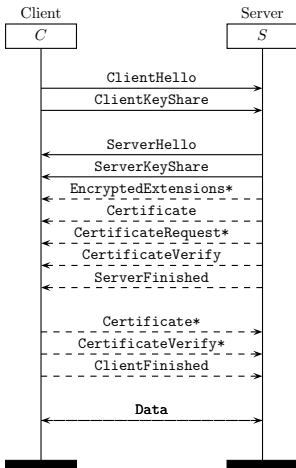 Client Server
C S
ClientHello
ClientKeyShare
ServerHello
ServerKeyShare
EncryptedExtensions*
Certificate
CertificateRequest*
CertificateVerify
ServerFinished
Certificate*
CertificateVerify*
ClientFinished
Data